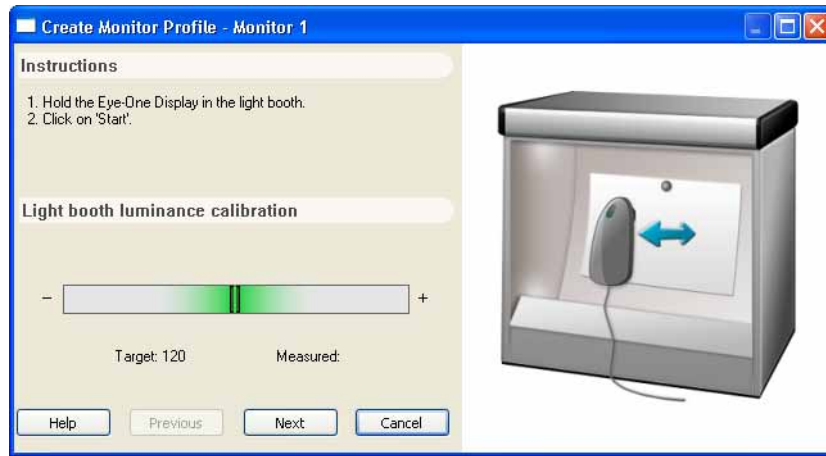 Create Monitor Profile - Monitor 1
Instructions
1. Hold the Eye-One Display in the light booth.
2. Click on 'Start'.
Light booth luminance calibration
– +
Target: 120 Measured:
Help Previous Next Cancel